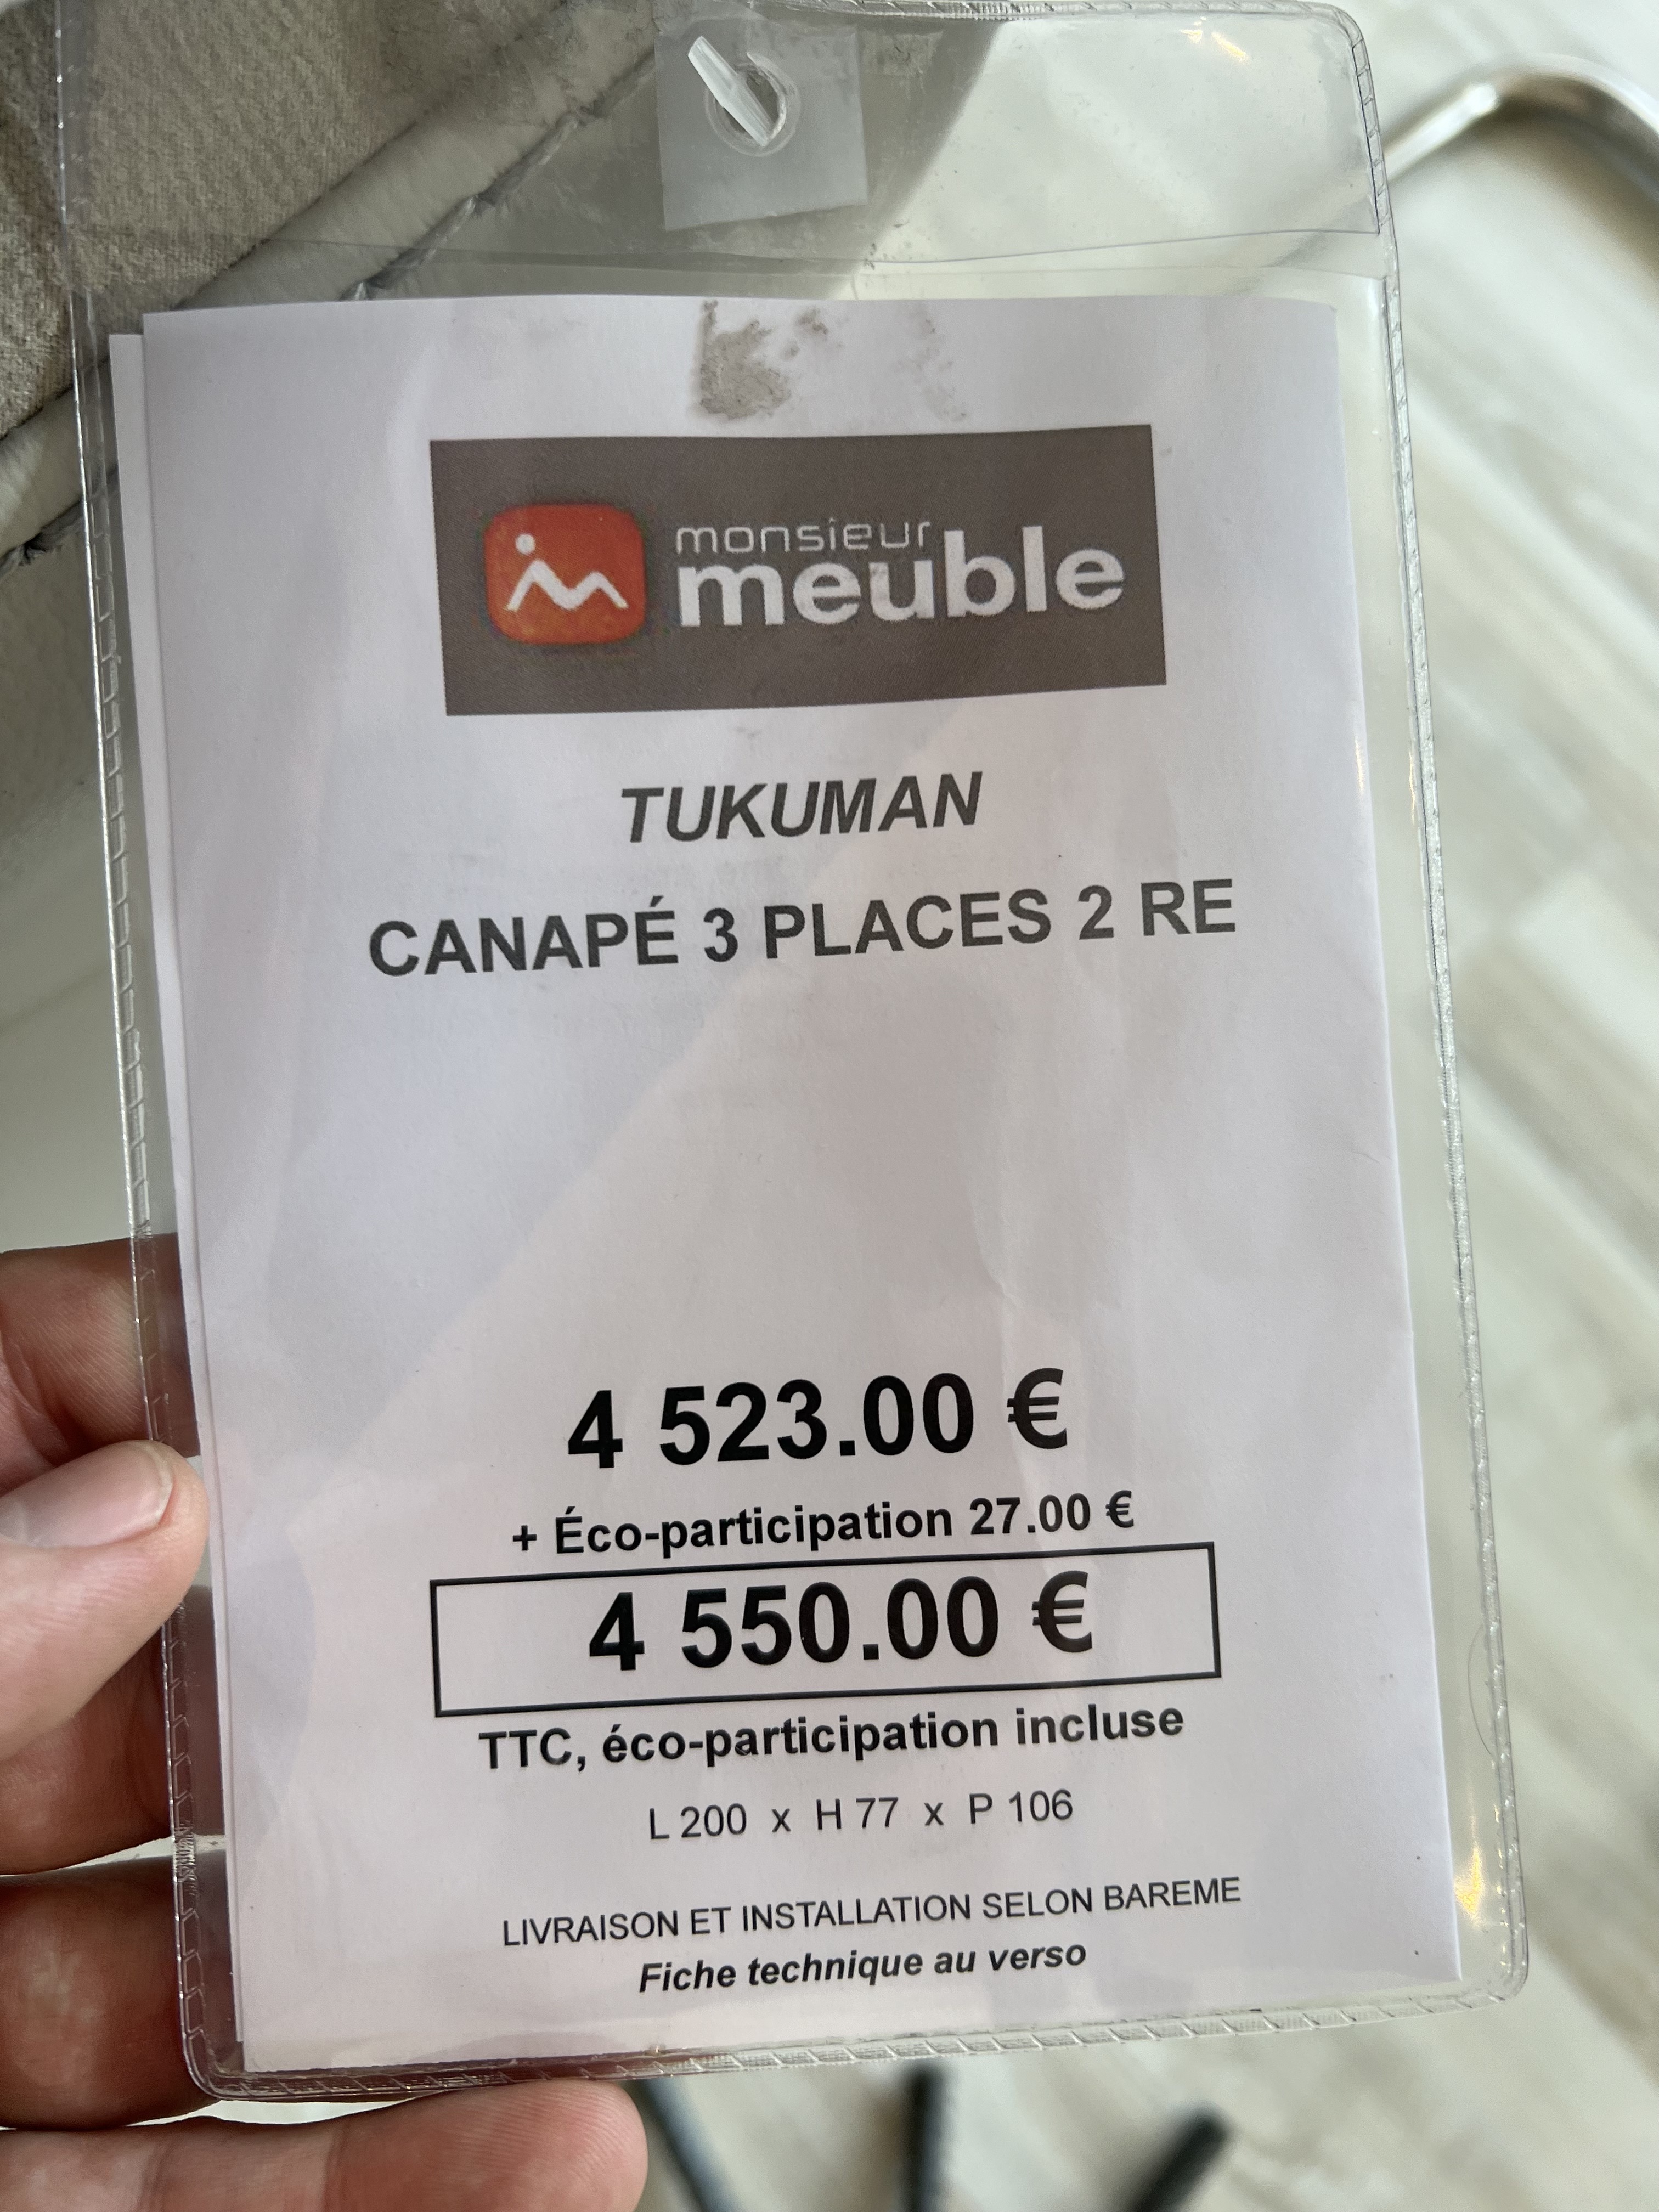 monsieur
meuble
TUKUMAN
CANAPÉ 3 PLACES 2 RE
4 523.00 €
+ Éco-participation 27.00 €
4 550.00 €
TTC, éco-participation incluse
L 200 x H 77 x P 106
LIVRAISON ET INSTALLATION SELON BAREME
Fiche technique au verso